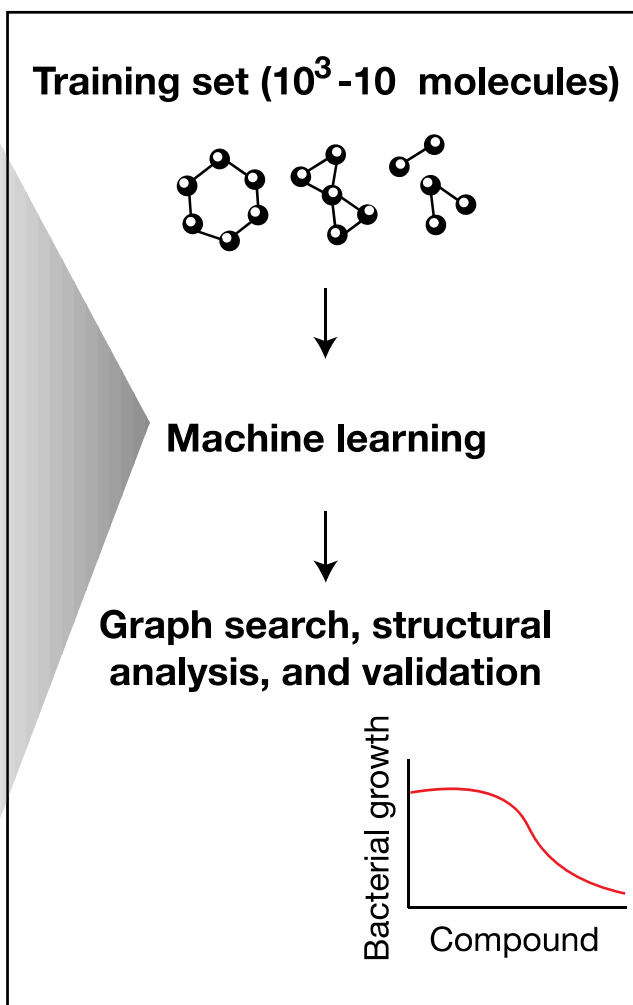 Training set (10³ -10 molecules)
Machine learning
Graph search, structural
analysis, and validation
Bacterial growth
Compound